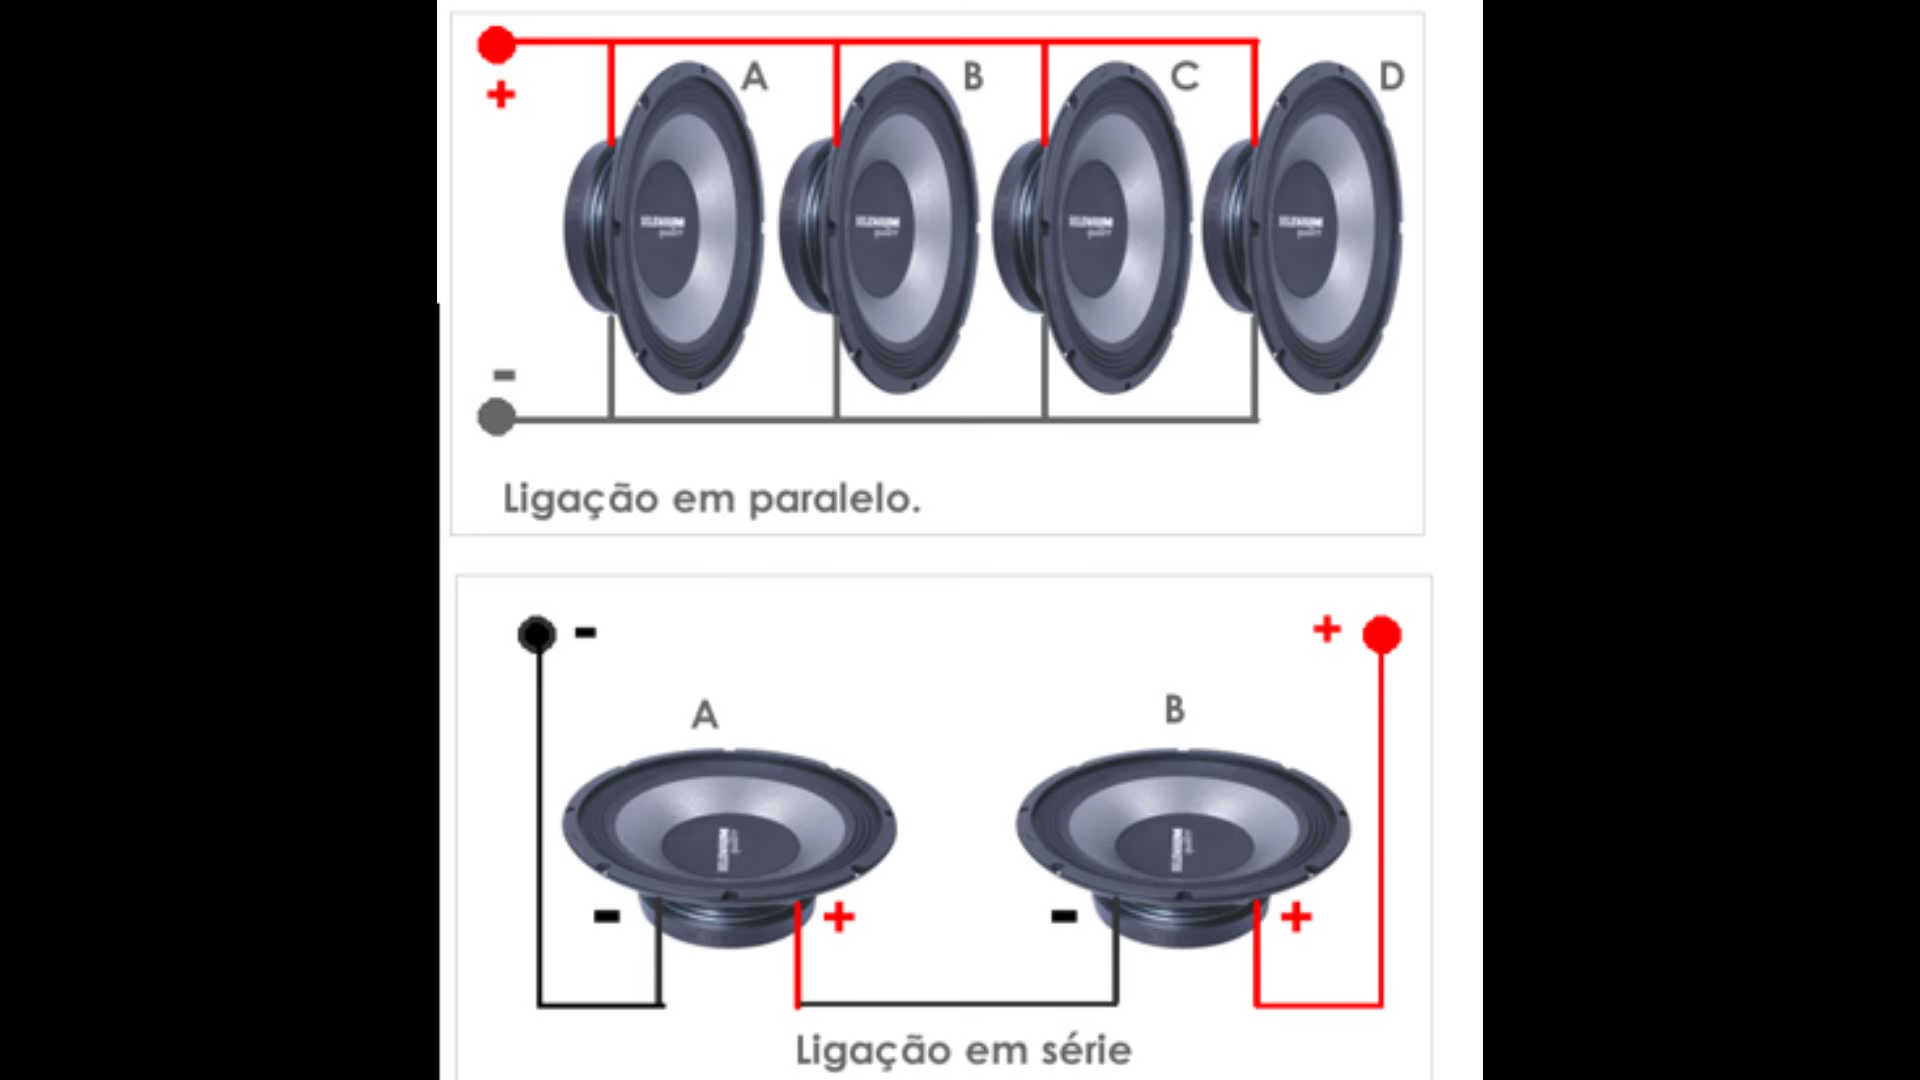 +
A
B
C
D
-
Ligação em paralelo.
-
+
A
B
-
+
-
+
Ligação em série